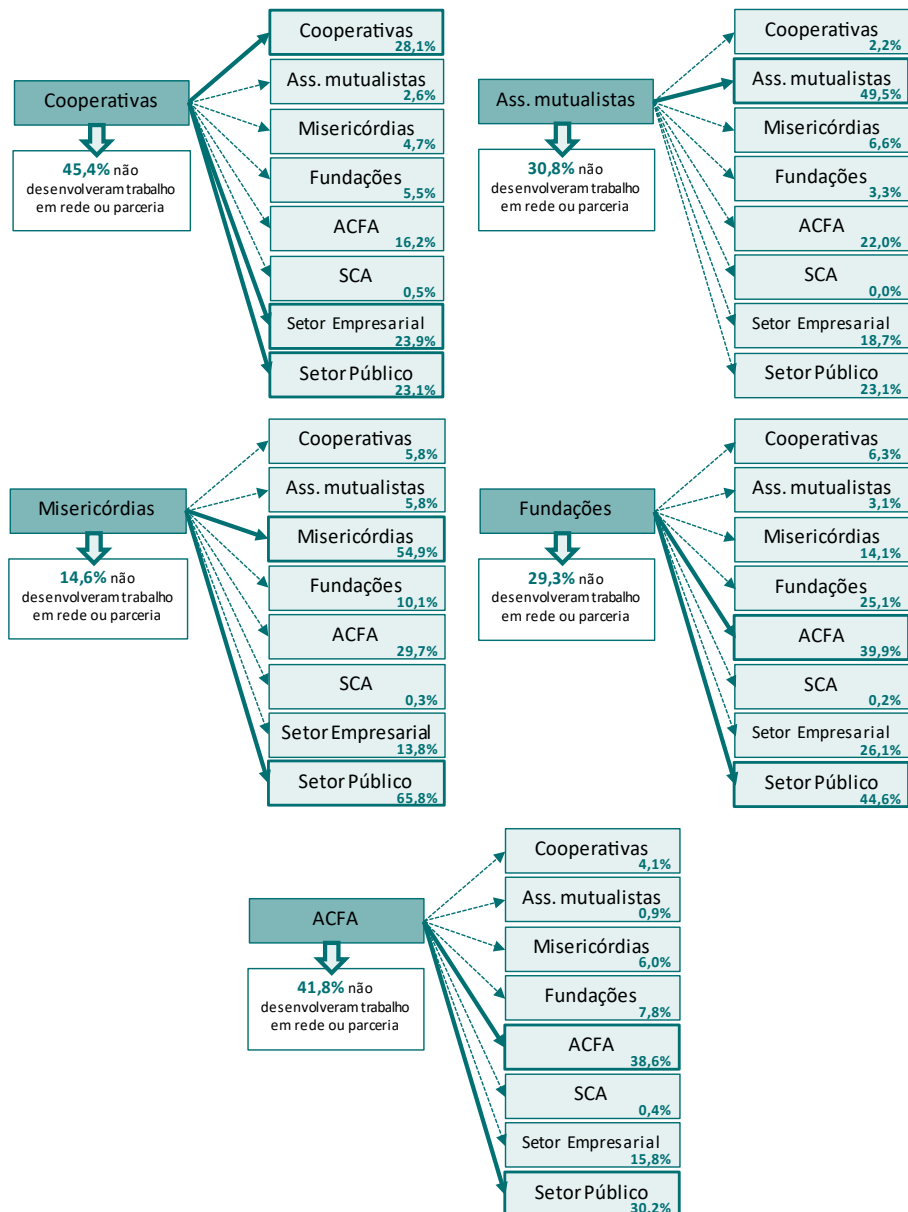 Cooperativas
45,4% não
desenvolveram trabalho
em rede ou parceria
Cooperativas
28,1%
Ass. mutualistas
2,6%
Misericórdias
4,7%
Fundações
5,5%
ACFA
16,2%
SCA
0,5%
Setor Empresarial
23,9%
Setor Público
23,1%
Ass. mutualistas
30,8% não
desenvolveram trabalho
em rede ou parceria
Cooperativas
2,2%
Ass. mutualistas
49,5%
Misericórdias
6,6%
Fundações
3,3%
ACFA
22,0%
SCA
0,0%
Setor Empresarial
18,7%
Setor Público
23,1%
Misericórdias
14,6% não
desenvolveram trabalho
em rede ou parceria
Cooperativas
5,8%
Ass. mutualistas
5,8%
Misericórdias
54,9%
Fundações
10,1%
ACFA
29,7%
SCA
0,3%
Setor Empresarial
13,8%
Setor Público
65,8%
Fundações
29,3% não
desenvolveram trabalho
em rede ou parceria
Cooperativas
6,3%
Ass. mutualistas
3,1%
Misericórdias
14,1%
Fundações
25,1%
ACFA
39,9%
SCA
0,2%
Setor Empresarial
26,1%
Setor Público
44,6%
ACFA
41,8% não
desenvolveram trabalho
em rede ou parceria
Cooperativas
4,1%
Ass. mutualistas
0,9%
Misericórdias
6,0%
Fundações
7,8%
ACFA
38,6%
SCA
0,4%
Setor Empresarial
15,8%
Setor Público
30,2%